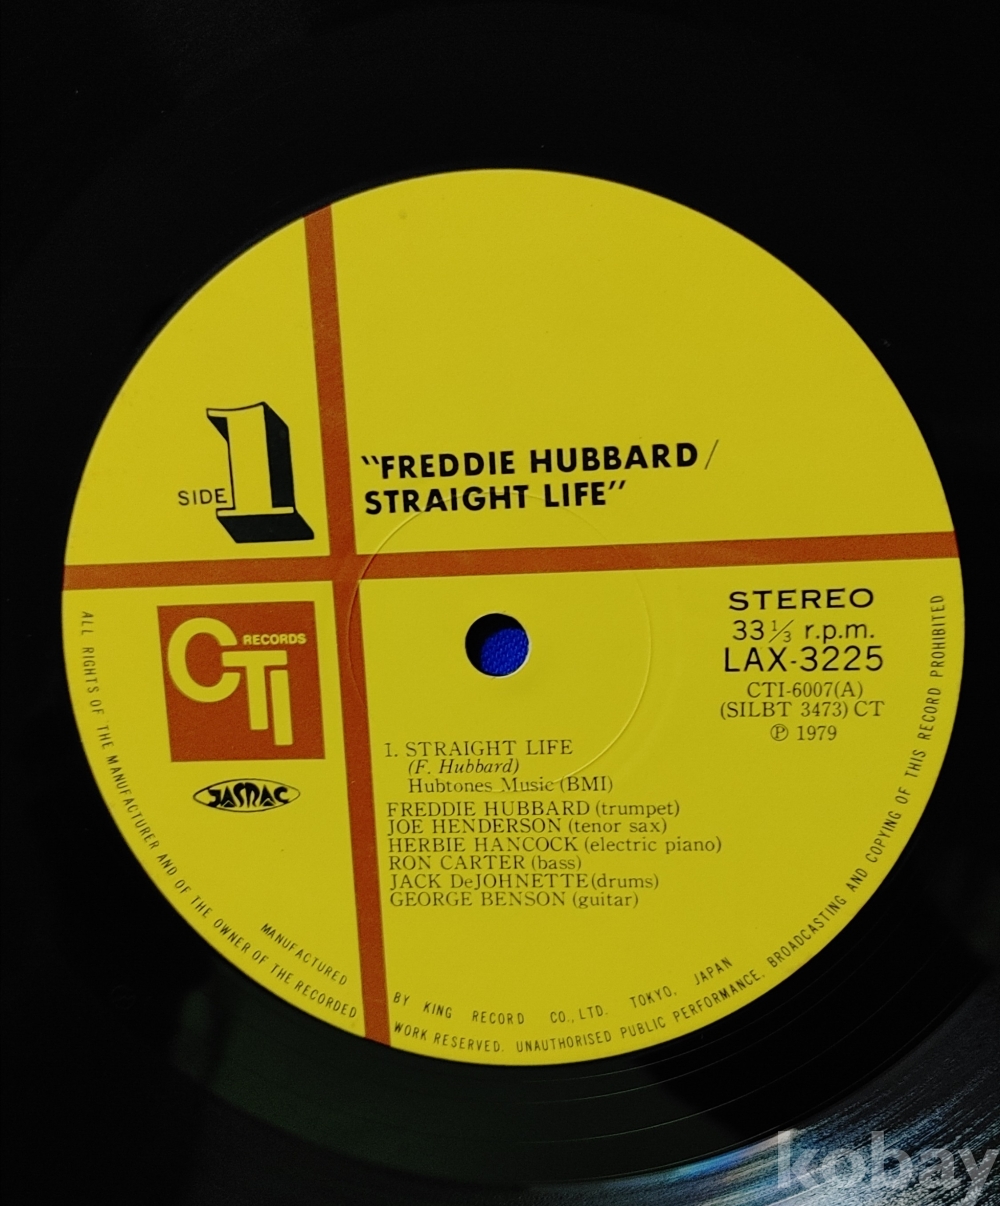 "FREDDIE HUBBARD/
STRAIGHT LIFE"
SIDE 1
CTI RECORDS
JASRAC
STEREO
33 1/3 r.p.m.
LAX-3225
CTI-6007(A)
(SILBT 3473) CT
Ⓟ 1979
1. STRAIGHT LIFE
(F. Hubbard)
Hubtones Music (BMI)
FREDDIE HUBBARD (trumpet)
JOE HENDERSON (tenor sax)
HERBIE HANCOCK (electric piano)
RON CARTER (bass)
JACK DeJOHNETTE (drums)
GEORGE BENSON (guitar)
MANUFACTURED BY KING RECORD CO., LTD. TOKYO, JAPAN
ALL RIGHTS OF THE MANUFACTURER AND OF THE OWNER OF THE RECORDED WORK RESERVED. UNAUTHORISED PUBLIC PERFORMANCE, BROADCASTING AND COPYING OF THIS RECORD PROHIBITED
kobay